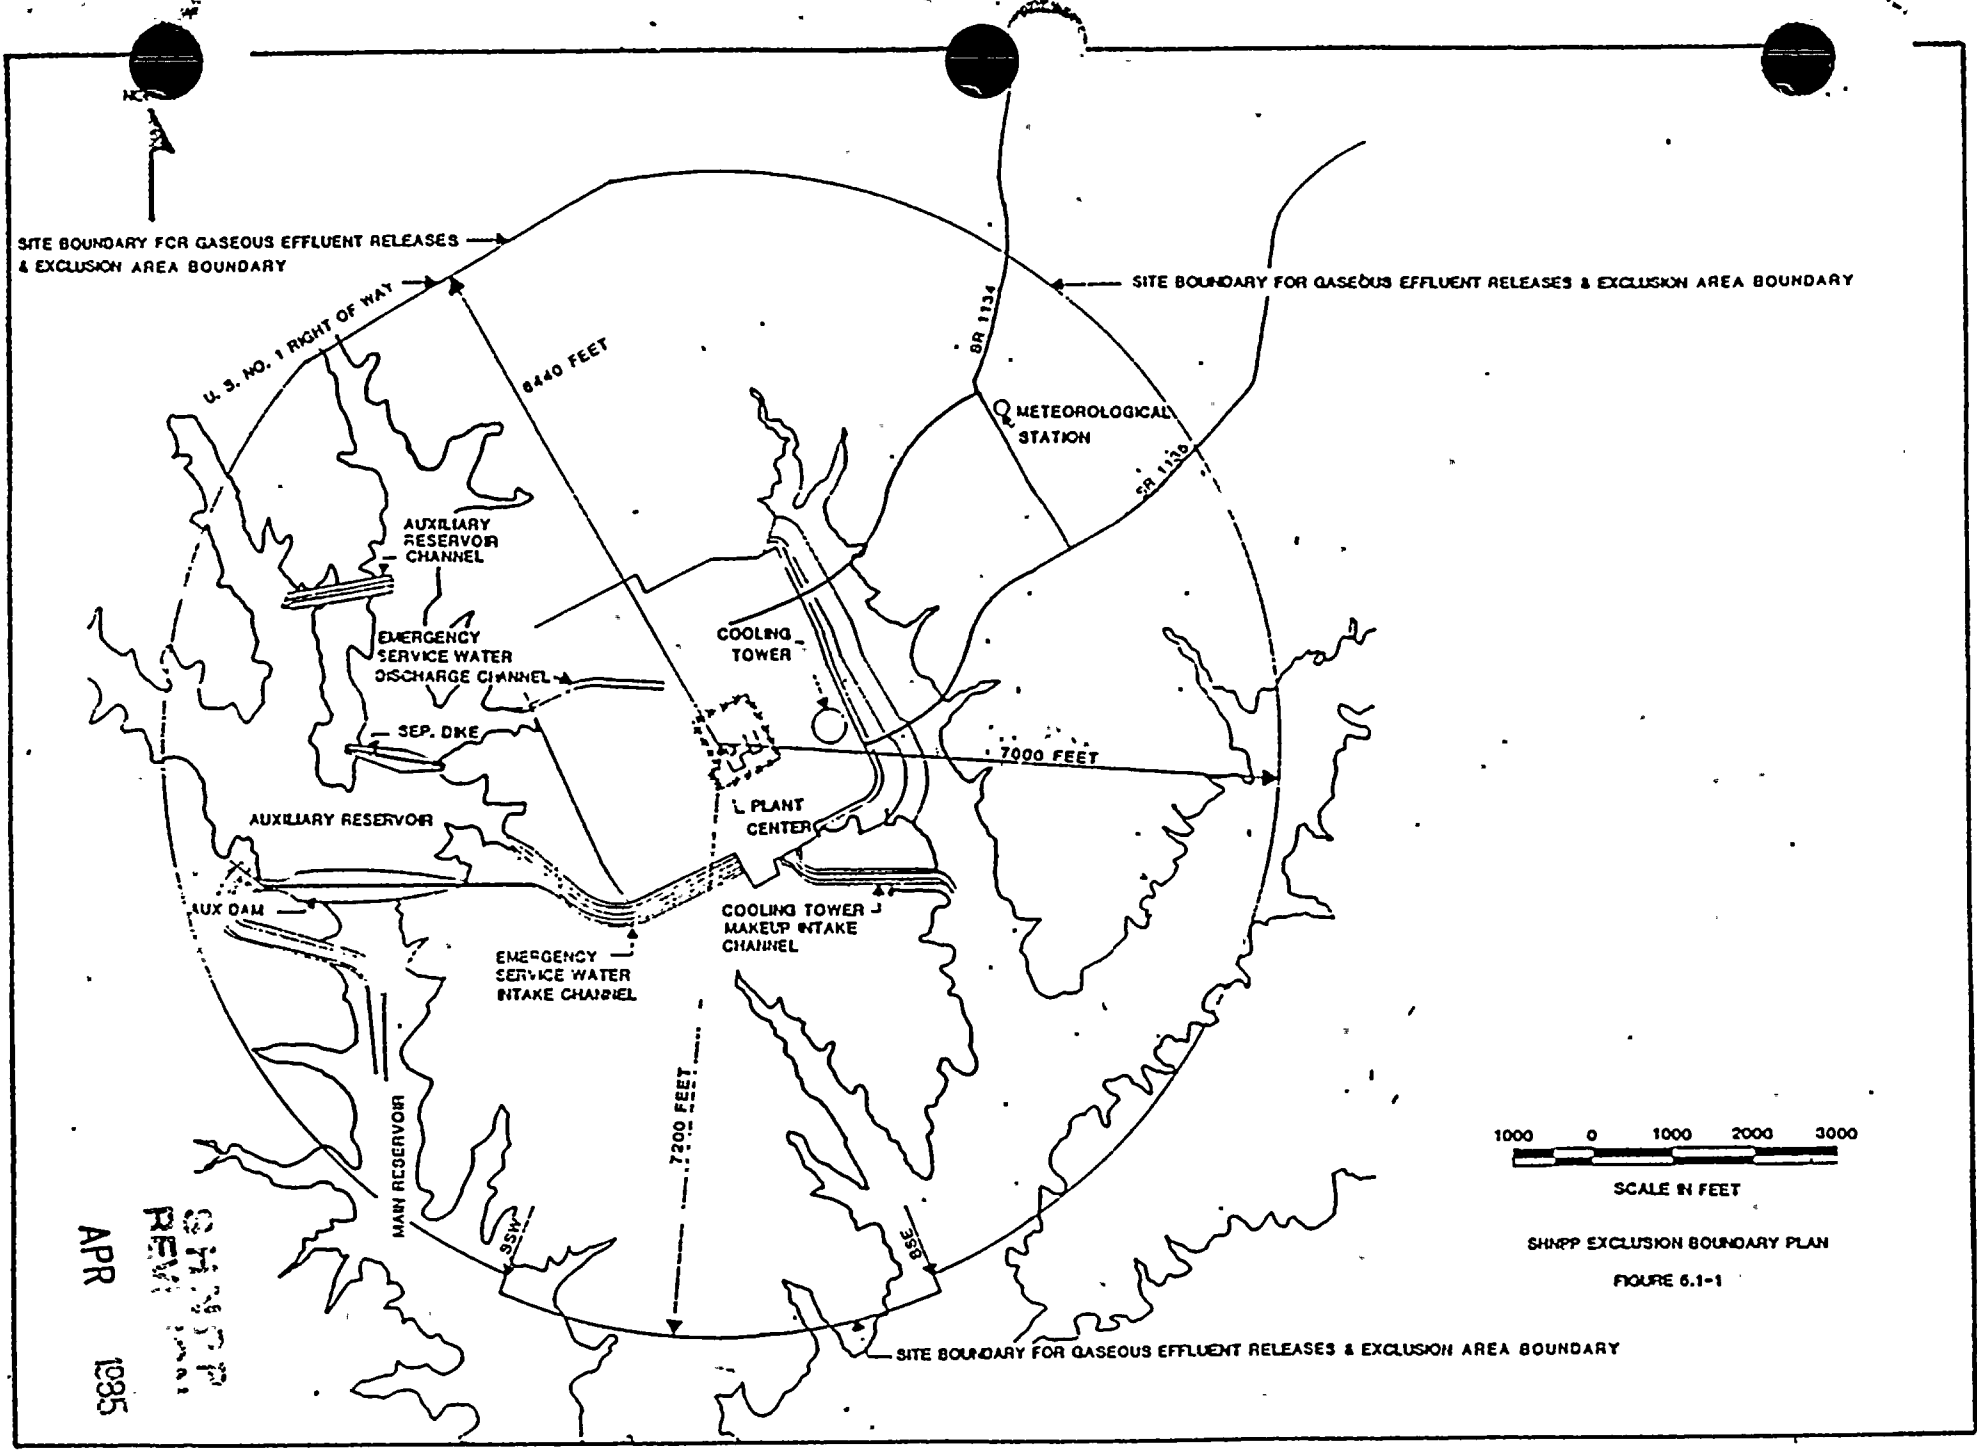 SITE BOUNDARY FOR GASEOUS EFFLUENT RELEASES
& EXCLUSION AREA BOUNDARY
SITE BOUNDARY FOR GASEOUS EFFLUENT RELEASES & EXCLUSION AREA BOUNDARY
U. S. NO. 1 RIGHT OF WAY
6440 FEET
SR 1134
METEOROLOGICAL
STATION
SR 1135
AUXILIARY
RESERVOIR
CHANNEL
EMERGENCY
SERVICE WATER
DISCHARGE CHANNEL
COOLING
TOWER
SEP. DIKE
7000 FEET
PLANT
CENTER
AUXILIARY RESERVOIR
AUX DAM
COOLING TOWER
MAKEUP INTAKE
CHANNEL
EMERGENCY
SERVICE WATER
INTAKE CHANNEL
7200 FEET
MAIN RESERVOIR
SSW
SSE
1000 0 1000 2000 3000
SCALE IN FEET
SHNPP EXCLUSION BOUNDARY PLAN
FIGURE 6.1-1
SITE BOUNDARY FOR GASEOUS EFFLUENT RELEASES & EXCLUSION AREA BOUNDARY
SHNPP
REV
APR 1985